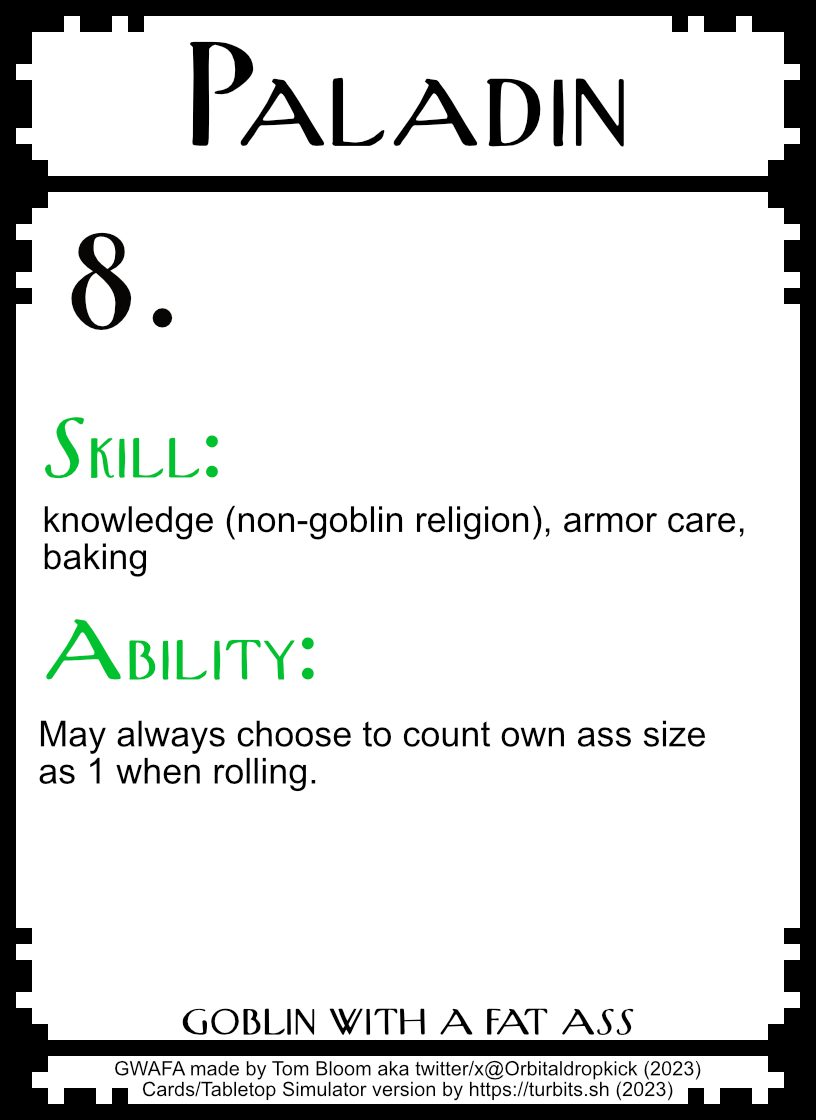 Paladin
8.
Skill:
knowledge (non-goblin religion), armor care,
baking
Ability:
May always choose to count own ass size
as 1 when rolling.
GOBLIN WITH A FAT ASS
GWAFA made by Tom Bloom aka twitter/x@Orbitaldropkick (2023)
Cards/Tabletop Simulator version by https://turbits.sh (2023)